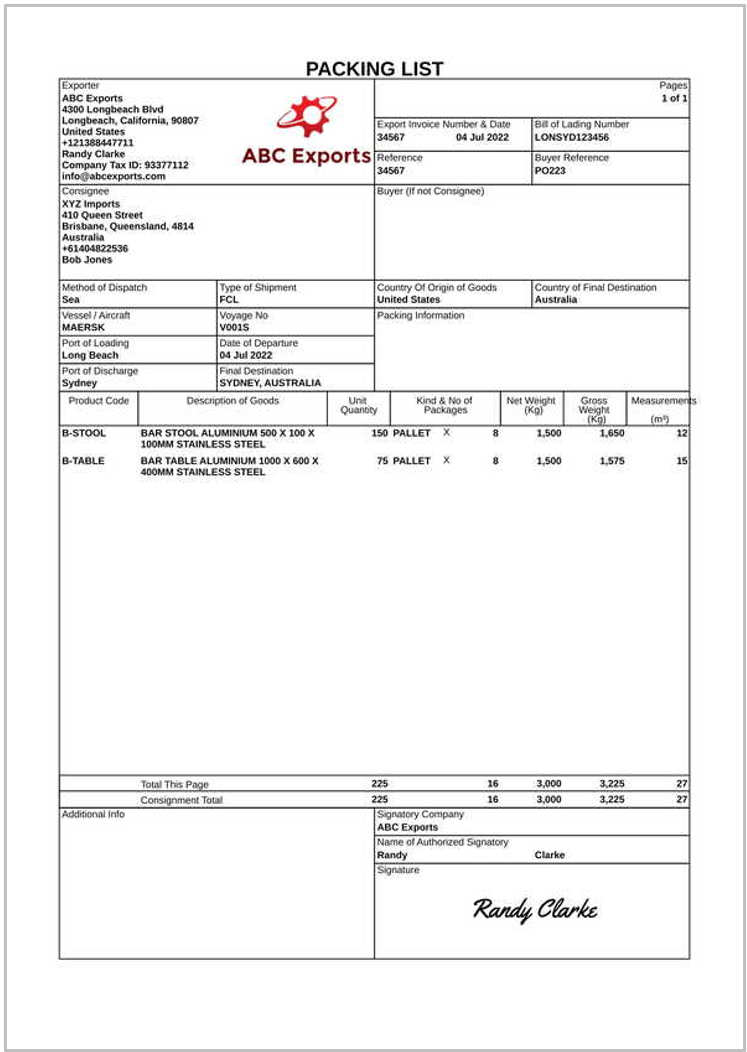 PACKING LIST
Exporter
ABC Exports
4300 Longbeach Blvd
Longbeach, California, 90807
United States
+121388447711
Randy Clarke
Company Tax ID: 93377112
info@abcexports.com
ABC Exports
Pages
1 of 1
Export Invoice Number & Date
34567 04 Jul 2022
Bill of Lading Number
LONSYD123456
Reference
34567
Buyer Reference
PO223
Consignee
XYZ Imports
410 Queen Street
Brisbane, Queensland, 4814
Australia
+61404822536
Bob Jones
Buyer (If not Consignee)
Method of Dispatch
Sea
Type of Shipment
FCL
Country Of Origin of Goods
United States
Country of Final Destination
Australia
Vessel / Aircraft
MAERSK
Voyage No
V001S
Packing Information
Port of Loading
Long Beach
Date of Departure
04 Jul 2022
Port of Discharge
Sydney
Final Destination
SYDNEY, AUSTRALIA
Product Code
Description of Goods
Unit
Quantity
Kind & No of
Packages
Net Weight
(Kg)
Gross
Weight
(Kg)
Measurements
(m³)
B-STOOL BAR STOOL ALUMINIUM 500 X 100 X 150 PALLET X 8 1,500 1,650 12
100MM STAINLESS STEEL
B-TABLE BAR TABLE ALUMINIUM 1000 X 600 X 75 PALLET X 8 1,500 1,575 15
400MM STAINLESS STEEL
Total This Page 225 16 3,000 3,225 27
Consignment Total 225 16 3,000 3,225 27
Additional Info
Signatory Company
ABC Exports
Name of Authorized Signatory
Randy Clarke
Signature
Randy Clarke